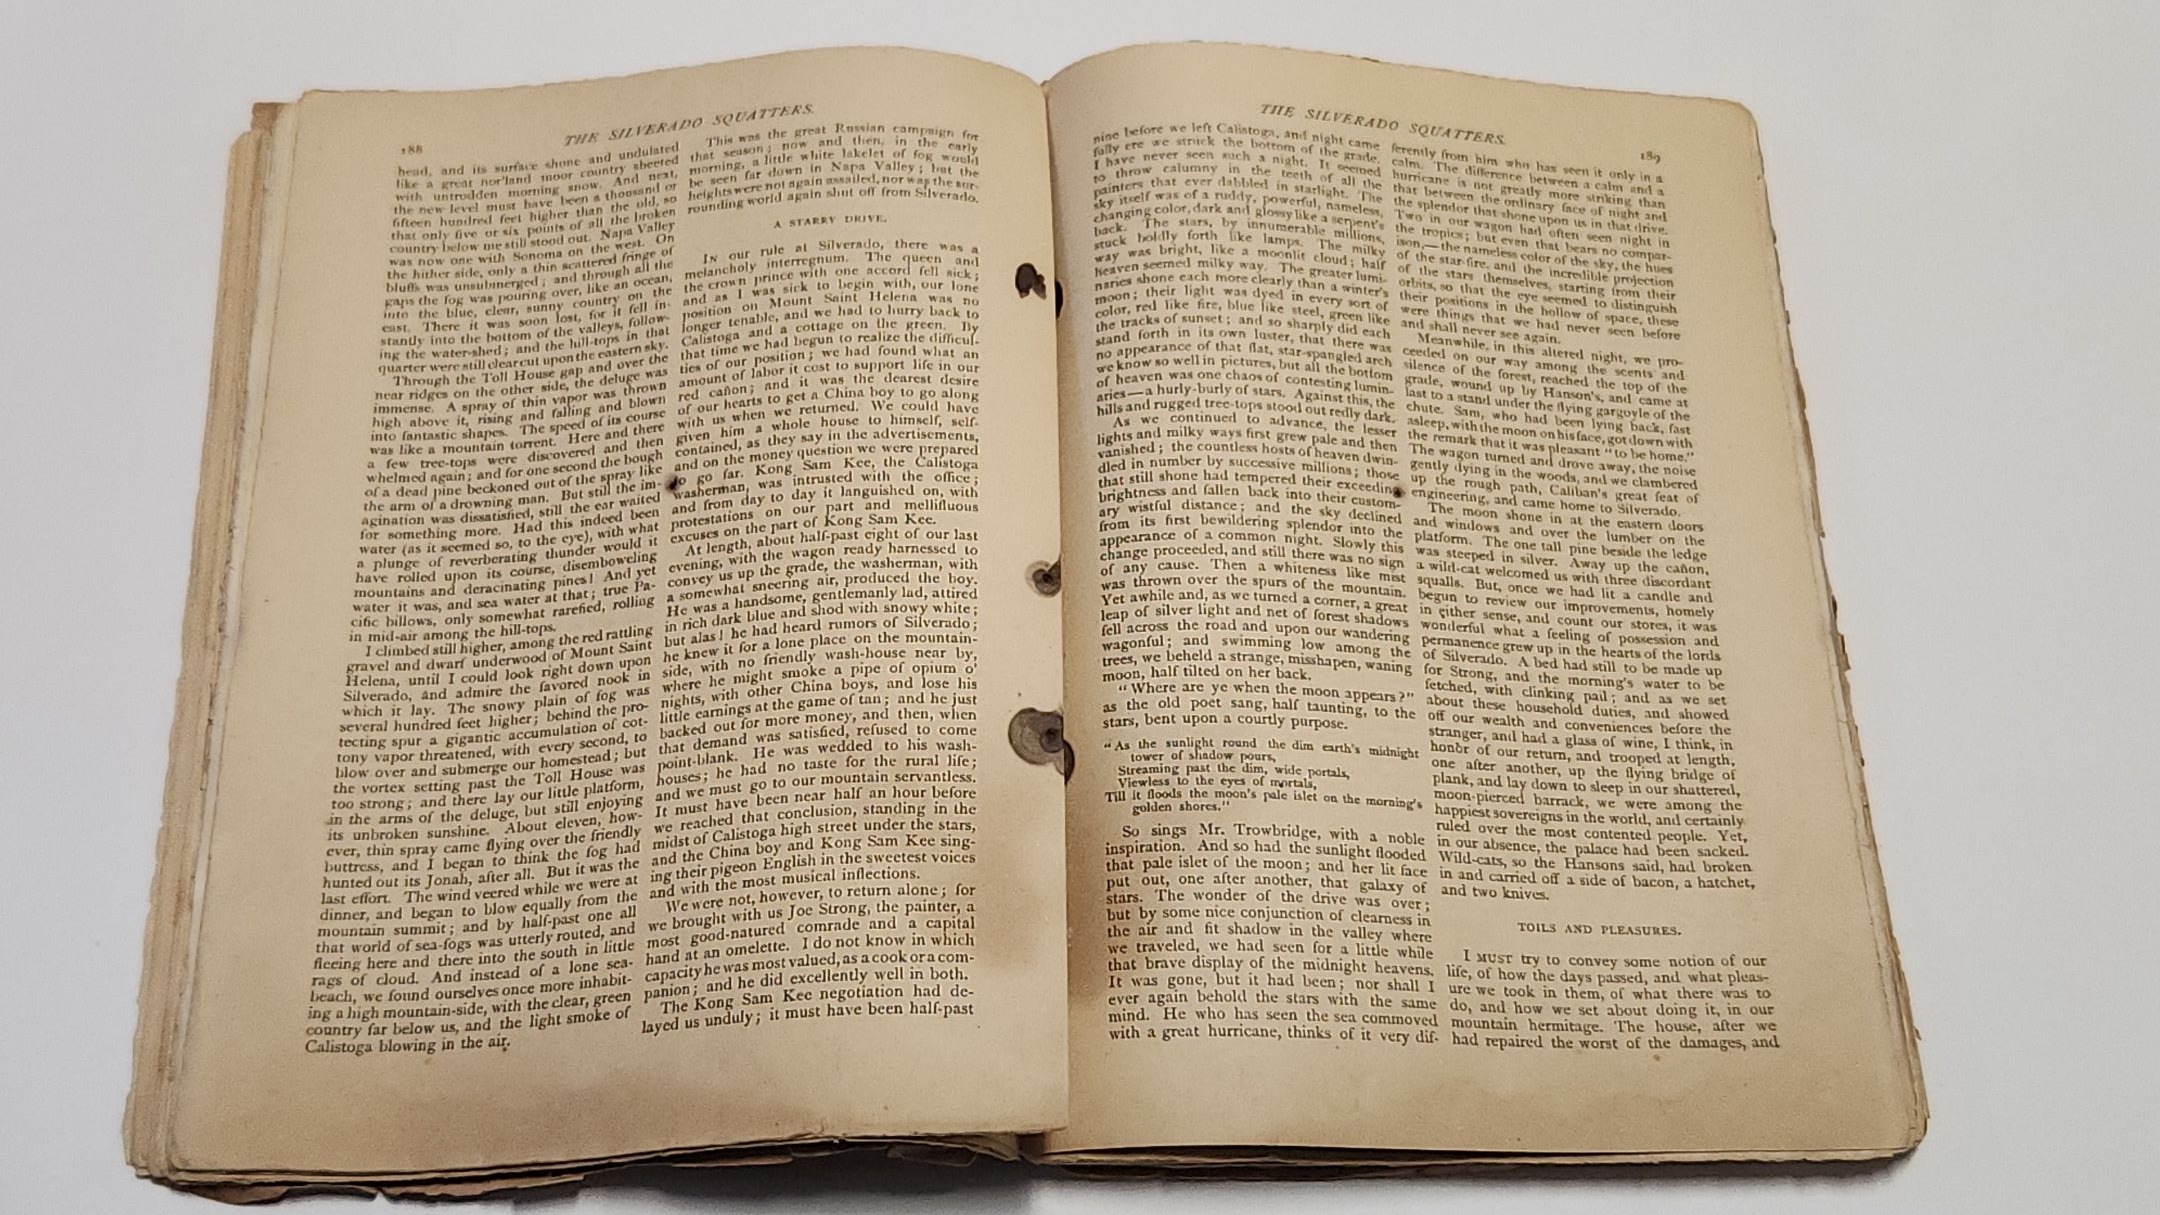 188
THE SILVERADO SQUATTERS.
head, and its surface shone and undulated
like a great nor'land moor country sheeted
with untrodden morning snow. And next,
the new level must have been a thousand or
fifteen hundred feet higher than the old, so
that only five or six points of all the broken
country below me still stood out. Napa Valley
was now one with Sonoma on the west. On
the hither side, only a thin scattered fringe of
bluffs was unsubmerged; and through all the
gaps the fog was pouring over, like an ocean,
into the blue, clear, sunny country on the
east. There it was soon lost, for it fell in-
stantly into the bottom of the valleys, follow-
ing the water-shed; and the hill-tops in that
quarter were still clear cut upon the eastern sky.
Through the Toll House gap and over the
near ridges on the other side, the deluge was
immense. A spray of thin vapor was thrown
high above it, rising and falling and blown
into fantastic shapes. The speed of its course
was like a mountain torrent. Here and there
a few tree-tops were discovered and then
whelmed again; and for one second the bough
of a dead pine beckoned out of the spray like
the arm of a drowning man. But still the im-
agination was dissatisfied, still the ear waited
for something more. Had this indeed been
water (as it seemed so, to the eye), with what
a plunge of reverberating thunder would it
have rolled upon its course, disemboweling
mountains and deracinating pines! And yet
water it was, and sea water at that; true Pa-
cific billows, only somewhat rarefied, rolling
in mid-air among the hill-tops.
I climbed still higher, among the red rattling
gravel and dwarf underwood of Mount Saint
Helena, until I could look right down upon
Silverado, and admire the favored nook in
which it lay. The snowy plain of fog was
several hundred feet higher; behind the pro-
tecting spur a gigantic accumulation of cot-
tony vapor threatened, with every second, to
blow over and submerge our homestead; but
the vortex setting past the Toll House was
too strong; and there lay our little platform,
in the arms of the deluge, but still enjoying
its unbroken sunshine. About eleven, how-
ever, thin spray came flying over the friendly
buttress, and I began to think the fog had
hunted out its Jonah, after all. But it was the
last effort. The wind veered while we were at
dinner, and began to blow equally from the
mountain summit; and by half-past one all
that world of sea-fogs was utterly routed, and
fleeing here and there into the south in little
rags of cloud. And instead of a lone sea-
beach, we found ourselves once more inhabit-
ing a high mountain-side, with the clear, green
country far below us, and the light smoke of
Calistoga blowing in the air.
This was the great Russian campaign for
that season; now and then, in the early
morning, a little white lakelet of fog would
be seen far down in Napa Valley; but the
heights were not again assailed, nor was the sur-
rounding world again shut off from Silverado.
A STARRY DRIVE.
IN our rule at Silverado, there was a
melancholy interregnum. The queen and
the crown prince with one accord fell sick;
and as I was sick to begin with, our lone
position on Mount Saint Helena was no
longer tenable, and we had to hurry back to
Calistoga and a cottage on the green. By
that time we had begun to realize the difficul-
ties of our position; we had found what an
amount of labor it cost to support life in our
red cañon; and it was the dearest desire
of our hearts to get a China boy to go along
with us when we returned. We could have
given him a whole house to himself, self-
contained, as they say in the advertisements,
and on the money question we were prepared
to go far. Kong Sam Kee, the Calistoga
washerman, was intrusted with the office;
and from day to day it languished on, with
protestations on our part and mellifluous
excuses on the part of Kong Sam Kee.
At length, about half-past eight of our last
evening, with the wagon ready harnessed to
convey us up the grade, the washerman, with
a somewhat sneering air, produced the boy.
He was a handsome, gentlemanly lad, attired
in rich dark blue and shod with snowy white;
but alas! he had heard rumors of Silverado;
he knew it for a lone place on the mountain-
side, with no friendly wash-house near by,
where he might smoke a pipe of opium o'
nights, with other China boys, and lose his
little earnings at the game of tan; and he just
backed out for more money, and then, when
that demand was satisfied, refused to come
point-blank. He was wedded to his wash-
houses; he had no taste for the rural life;
and we must go to our mountain servantless.
It must have been near half an hour before
we reached that conclusion, standing in the
midst of Calistoga high street under the stars,
and the China boy and Kong Sam Kee sing-
ing their pigeon English in the sweetest voices
and with the most musical inflections.
We were not, however, to return alone; for
we brought with us Joe Strong, the painter, a
most good-natured comrade and a capital
hand at an omelette. I do not know in which
capacity he was most valued, as a cook or a com-
panion; and he did excellently well in both.
The Kong Sam Kee negotiation had de-
layed us unduly; it must have been half-past
THE SILVERADO SQUATTERS.
189
nine before we left Calistoga, and night came
fully ere we struck the bottom of the grade.
I have never seen such a night. It seemed
to throw calumny in the teeth of all the
painters that ever dabbled in starlight. The
sky itself was of a ruddy, powerful, nameless,
changing color, dark and glossy like a serpent's
back. The stars, by innumerable millions,
stuck boldly forth like lamps. The milky
way was bright, like a moonlit cloud; half
heaven seemed milky way. The greater lumi-
naries shone each more clearly than a winter's
moon; their light was dyed in every sort of
color, red like fire, blue like steel, green like
the tracks of sunset; and so sharply did each
stand forth in its own luster, that there was
no appearance of that flat, star-spangled arch
we know so well in pictures, but all the bottom
of heaven was one chaos of contesting lumin-
aries—a hurly-burly of stars. Against this, the
hills and rugged tree-tops stood out redly dark.
As we continued to advance, the lesser
lights and milky ways first grew pale and then
vanished; the countless hosts of heaven dwin-
dled in number by successive millions; those
that still shone had tempered their exceeding
brightness and fallen back into their custom-
ary wistful distance; and the sky declined
from its first bewildering splendor into the
appearance of a common night. Slowly this
change proceeded, and still there was no sign
of any cause. Then a whiteness like mist
was thrown over the spurs of the mountain.
Yet awhile and, as we turned a corner, a great
leap of silver light and net of forest shadows
fell across the road and upon our wandering
wagonful; and swimming low among the
trees, we beheld a strange, misshapen, waning
moon, half tilted on her back.
"Where are ye when the moon appears?"
as the old poet sang, half taunting, to the
stars, bent upon a courtly purpose.
"As the sunlight round the dim earth's midnight
tower of shadow pours,
Streaming past the dim, wide portals,
Viewless to the eyes of mortals,
Till it floods the moon's pale islet on the morning's
golden shores."
So sings Mr. Trowbridge, with a noble
inspiration. And so had the sunlight flooded
that pale islet of the moon; and her lit face
put out, one after another, that galaxy of
stars. The wonder of the drive was over;
but by some nice conjunction of clearness in
the air and fit shadow in the valley where
we traveled, we had seen for a little while
that brave display of the midnight heavens.
It was gone, but it had been; nor shall I
ever again behold the stars with the same
mind. He who has seen the sea commoved
with a great hurricane, thinks of it very dif-
ferently from him who has seen it only in a
calm. The difference between a calm and a
hurricane is not greatly more striking than
that between the ordinary face of night and
the splendor that shone upon us in that drive.
Two in our wagon had often seen night in
the tropics; but even that bears no compar-
ison,—the nameless color of the sky, the hues
of the star-fire, and the incredible projection
of the stars themselves, starting from their
orbits, so that the eye seemed to distinguish
their positions in the hollow of space, these
were things that we had never seen before
and shall never see again.
Meanwhile, in this altered night, we pro-
ceeded on our way among the scents and
silence of the forest, reached the top of the
grade, wound up by Hanson's, and came at
last to a stand under the flying gargoyle of the
chute. Sam, who had been lying back, fast
asleep, with the moon on his face, got down with
the remark that it was pleasant "to be home."
The wagon turned and drove away, the noise
gently dying in the woods, and we clambered
up the rough path, Caliban's great feat of
engineering, and came home to Silverado.
The moon shone in at the eastern doors
and windows and over the lumber on the
platform. The one tall pine beside the ledge
was steeped in silver. Away up the cañon,
a wild-cat welcomed us with three discordant
squalls. But, once we had lit a candle and
begun to review our improvements, homely
in either sense, and count our stores, it was
wonderful what a feeling of possession and
permanence grew up in the hearts of the lords
of Silverado. A bed had still to be made up
for Strong, and the morning's water to be
fetched, with clinking pail; and as we set
about these household duties, and showed
off our wealth and conveniences before the
stranger, and had a glass of wine, I think, in
honor of our return, and trooped at length,
one after another, up the flying bridge of
plank, and lay down to sleep in our shattered,
moon-pierced barrack, we were among the
happiest sovereigns in the world, and certainly
ruled over the most contented people. Yet,
in our absence, the palace had been sacked.
Wild-cats, so the Hansons said, had broken
in and carried off a side of bacon, a hatchet,
and two knives.
TOILS AND PLEASURES.
I MUST try to convey some notion of our
life, of how the days passed, and what pleas-
ure we took in them, of what there was to
do, and how we set about doing it, in our
mountain hermitage. The house, after we
had repaired the worst of the damages, and